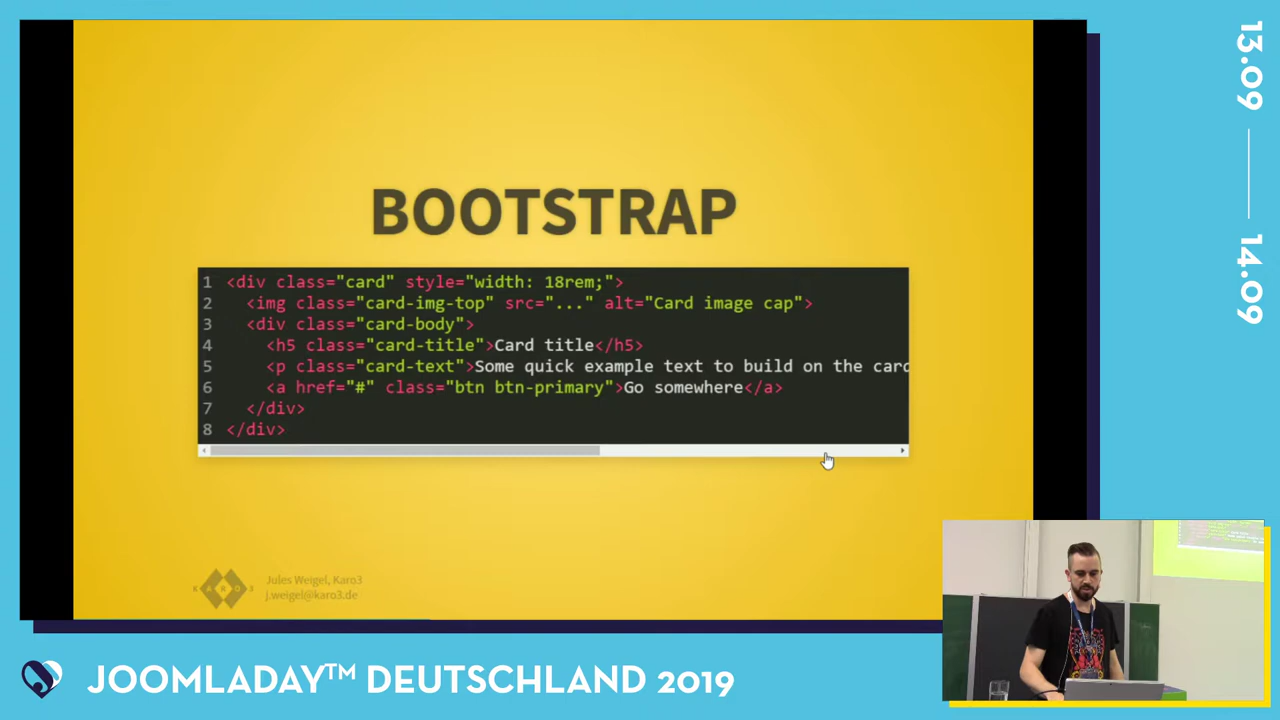 BOOTSTRAP
1 <div class="card" style="width: 18rem;">
2 <img class="card-img-top" src="..." alt="Card image cap">
3 <div class="card-body">
4 <h5 class="card-title">Card title</h5>
5 <p class="card-text">Some quick example text to build on the card
6 <a href="#" class="btn btn-primary">Go somewhere</a>
7 </div>
8 </div>
KARO3
Jules Weigel, Karo3
j.weigel@karo3.de
13.09
14.09
JOOMLADAY™ DEUTSCHLAND 2019